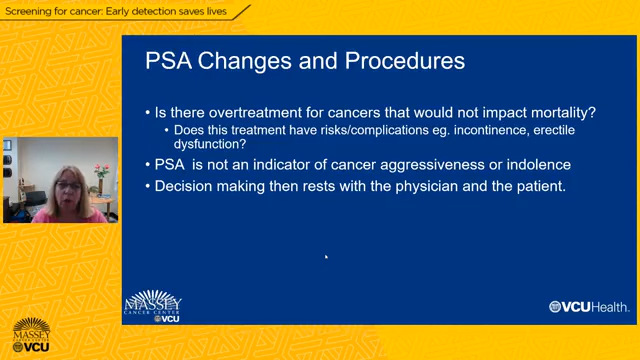 Screening for cancer: Early detection saves lives
PSA Changes and Procedures
• Is there overtreatment for cancers that would not impact mortality?
• Does this treatment have risks/complications eg. incontinence, erectile
dysfunction?
• PSA is not an indicator of cancer aggressiveness or indolence
• Decision making then rests with the physician and the patient.
MASSEY
CANCER CENTER
VCU
VCUHealth.
MASSEY
CANCER CENTER
VCU